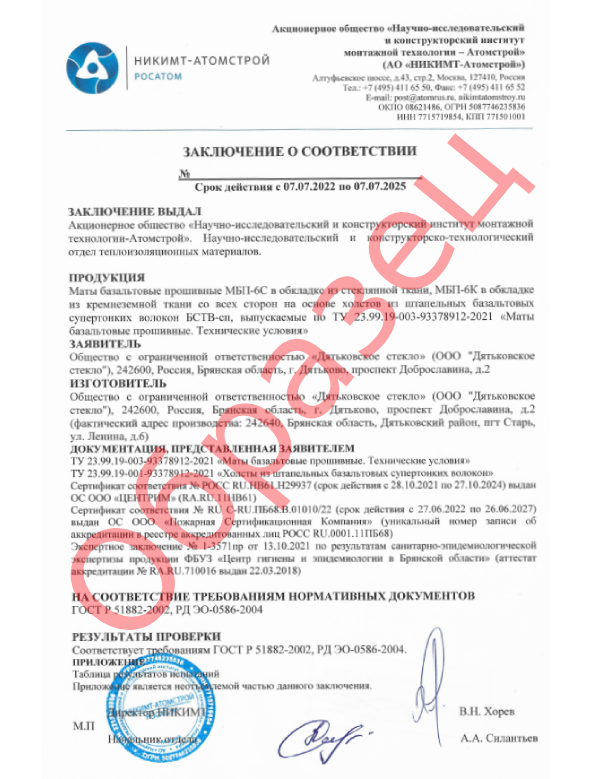 Акционерное общество «Научно-исследовательский
и конструкторский институт
монтажной технологии – Атомстрой»
(АО «НИКИМТ-Атомстрой»)
НИКИМТ-АТОМСТРОЙ
РОСАТОМ
Алтуфьевское шоссе, д.43, стр.2, Москва, 127410, Россия
Тел.: +7 (495) 411 65 50, Факс: +7 (495) 411 65 52
E-mail: post@atomrus.ru, nikimtatomstroy.ru
ОКПО 08621486, ОГРН 5087746235836
ИНН 7715719854, КПП 771501001
ЗАКЛЮЧЕНИЕ О СООТВЕТСТВИИ
№
Срок действия с 07.07.2022 по 07.07.2025
ЗАКЛЮЧЕНИЕ ВЫДАЛ
Акционерное общество «Научно-исследовательский и конструкторский институт монтажной
технологии-Атомстрой». Научно-исследовательский и конструкторско-технологический
отдел теплоизоляционных материалов.
ПРОДУКЦИЯ
Маты базальтовые прошивные МБП-6С в обкладке из стеклянной ткани, МБП-6К в обкладке
из кремнеземной ткани со всех сторон на основе холстов из штапельных базальтовых
супертонких волокон БСТВ-сп, выпускаемые по ТУ 23.99.19-003-93378912-2021 «Маты
базальтовые прошивные. Технические условия»
ЗАЯВИТЕЛЬ
Общество с ограниченной ответственностью «Дятьковское стекло» (ООО "Дятьковское
стекло"), 242600, Россия, Брянская область, г. Дятьково, проспект Доброславина, д.2
ИЗГОТОВИТЕЛЬ
Общество с ограниченной ответственностью «Дятьковское стекло» (ООО "Дятьковское
стекло"), 242600, Россия, Брянская область, г. Дятьково, проспект Доброславина, д.2
(фактический адрес производства: 242640, Брянская область, Дятьковский район, пгт Старь,
ул. Ленина, д.6)
ДОКУМЕНТАЦИЯ, ПРЕДСТАВЛЕННАЯ ЗАЯВИТЕЛЕМ
ТУ 23.99.19-003-93378912-2021 «Маты базальтовые прошивные. Технические условия»
ТУ 23.99.19-001-93378912-2021 «Холсты из штапельных базальтовых супертонких волокон»
Сертификат соответствия № РОСС RU.НВ61.Н29937 (срок действия с 28.10.2021 по 27.10.2024) выдан
ОС ООО «ЦЕНТРИМ» (RA.RU.11НВ61)
Сертификат соответствия № RU C-RU.ПБ68.В.01010/22 (срок действия с 27.06.2022 по 26.06.2027)
выдан ОС ООО «Пожарная Сертификационная Компания» (уникальный номер записи об
аккредитации в реестре аккредитованных лиц РОСС RU.0001.11ПБ68)
Экспертное заключение № 1-3571пр от 13.10.2021 по результатам санитарно-эпидемиологической
экспертизы продукции ФБУЗ «Центр гигиены и эпидемиологии в Брянской области» (аттестат
аккредитации № RA.RU.710016 выдан 22.03.2018)
НА СООТВЕТСТВИЕ ТРЕБОВАНИЯМ НОРМАТИВНЫХ ДОКУМЕНТОВ
ГОСТ Р 51882-2002, РД ЭО-0586-2004
РЕЗУЛЬТАТЫ ПРОВЕРКИ
Соответствует требованиям ГОСТ Р 51882-2002, РД ЭО-0586-2004.
ПРИЛОЖЕНИЕ
Таблица результатов испытаний
Приложение является неотъемлемой частью данного заключения.
Директор НИКИМТ
В.Н. Хорев
М.П
Начальник отдела
А.А. Силантьев
Образец